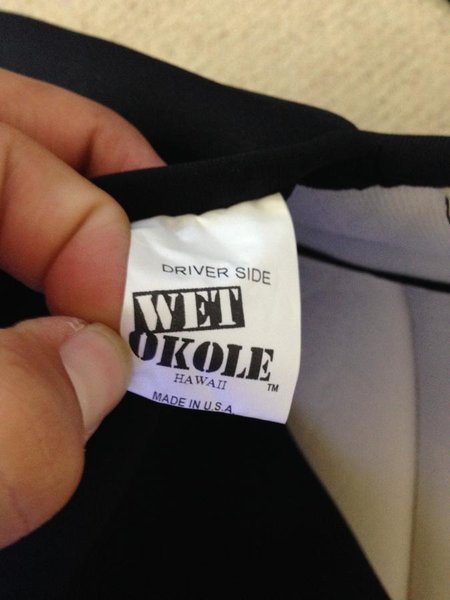 DRIVER SIDE
WET
OKOLE
HAWAII
TM
MADE IN U.S.A